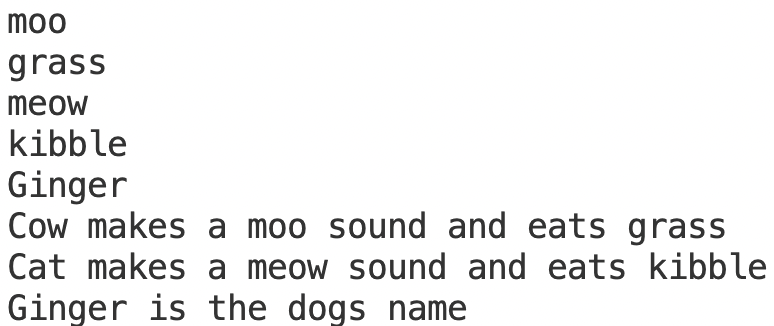 moo
grass
meow
kibble
Ginger
Cow makes a moo sound and eats grass
Cat makes a meow sound and eats kibble
Ginger is the dogs name